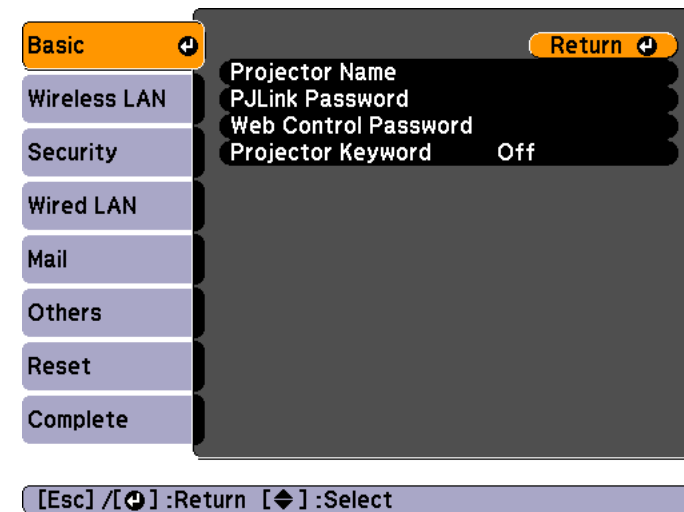 Basic
Wireless LAN
Security
Wired LAN
Mail
Others
Reset
Complete
Return
Projector Name
PJLink Password
Web Control Password
Projector Keyword Off
[Esc] /[ ] :Return [ ] :Select